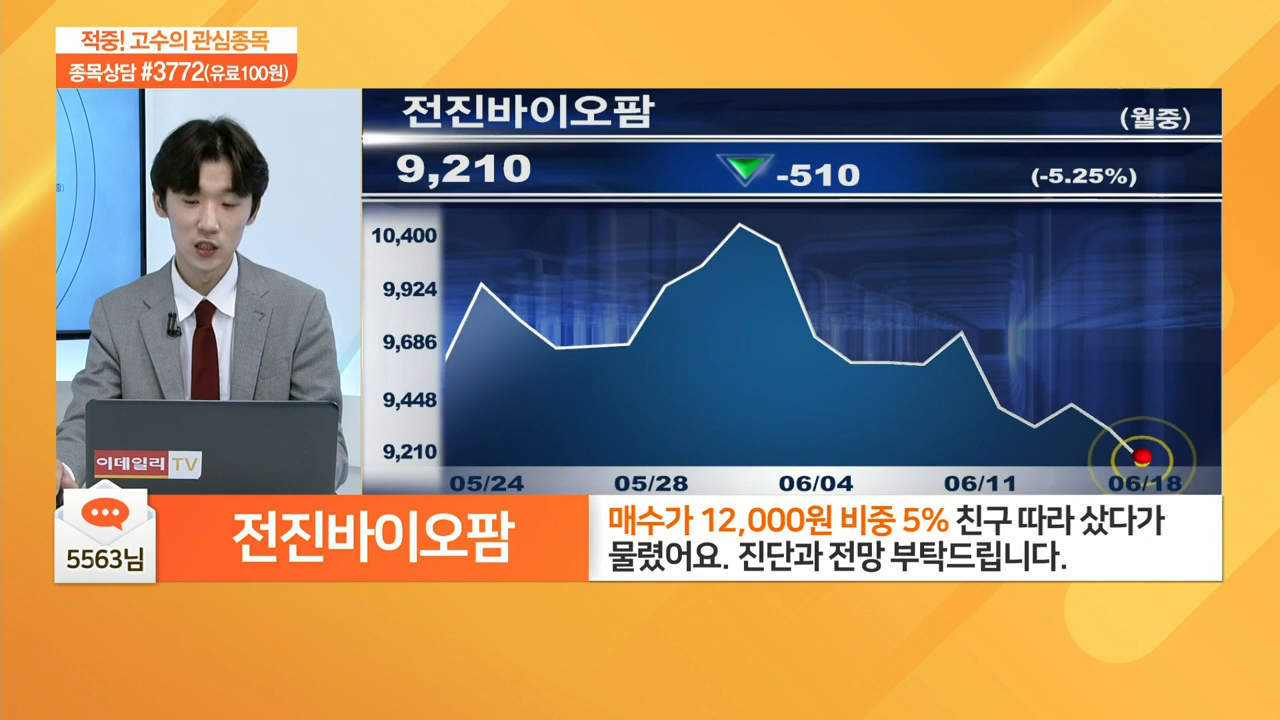 적중! 고수의 관심종목
종목상담 #3772(유료100원)
전진바이오팜
(월중)
9,210
-510
(-5.25%)
10,400
9,924
9,686
9,448
9,210
05/24
05/28
06/04
06/11
06/18
이데일리 TV
5563님
전진바이오팜
매수가 12,000원 비중 5% 친구 따라 샀다가
물렸어요. 진단과 전망 부탁드립니다.